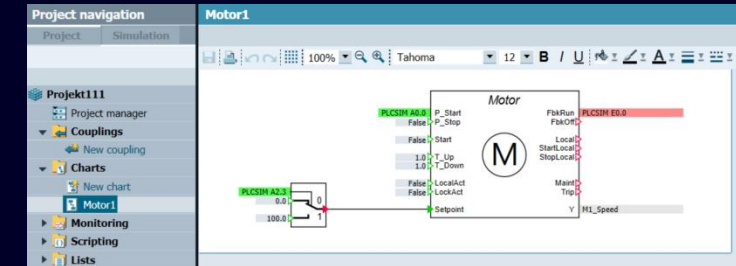 Project navigation
Motor1
Project Simulation
100% Tahoma 12 B I U A
Projekt111
Project manager
Couplings
New coupling
Charts
New chart
Motor1
Monitoring
Scripting
Lists
Motor
PLCSIM A0.0 P_Start FbkRun PLCSIM E0.0
False P_Stop FbkOff
False Start Local
StartLocal
1.0 T_Up StopLocal
1.0 T_Down
M
False LocalAct Maint
False LockAct Trip
PLCSIM A2.3
0.0 0
100.0 1
Setpoint Y M1_Speed